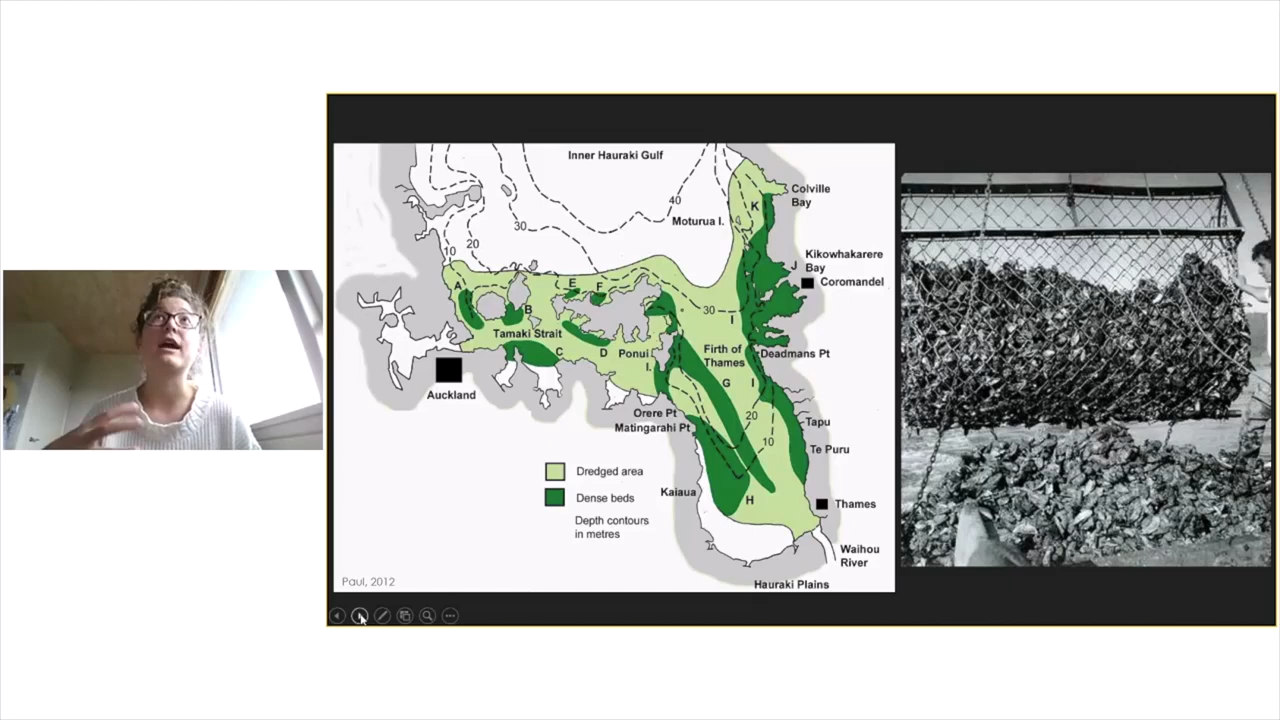 Inner Hauraki Gulf
Colville
Bay
40
K
Moturua I.
30
20
10
Kikowhakarere
Bay
J
Coromandel
A
E
F
B
30
I
Tamaki Strait
C
D
Ponui
I.
Firth of
Thames
Deadmans Pt
G
I
Auckland
Orere Pt
Matingarahi Pt
20
10
Tapu
Te Puru
Dredged area
Dense beds
Depth contours
in metres
Kaiaua
H
Thames
Waihou
River
Paul, 2012
Hauraki Plains